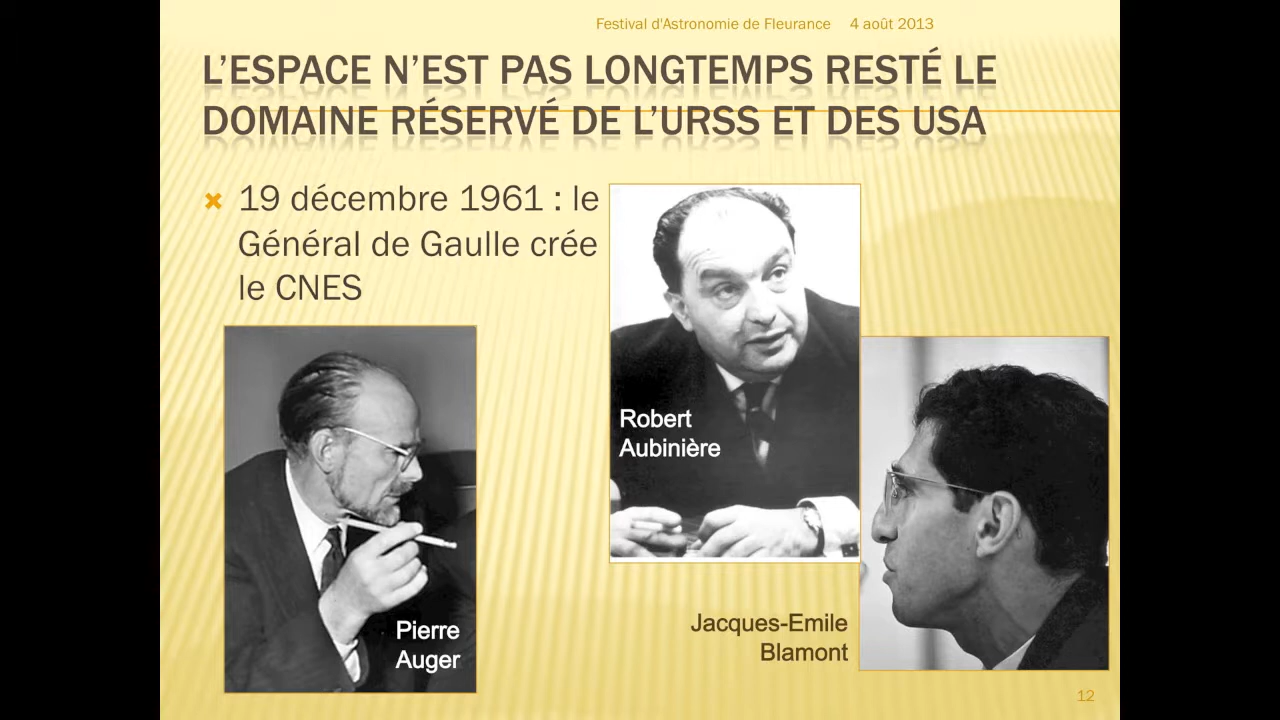 Festival d'Astronomie de Fleurance 4 août 2013
L’ESPACE N’EST PAS LONGTEMPS RESTÉ LE
DOMAINE RÉSERVÉ DE L’URSS ET DES USA
19 décembre 1961 : le
Général de Gaulle crée
le CNES
Robert
Aubinière
Pierre
Auger
Jacques-Emile
Blamont
12